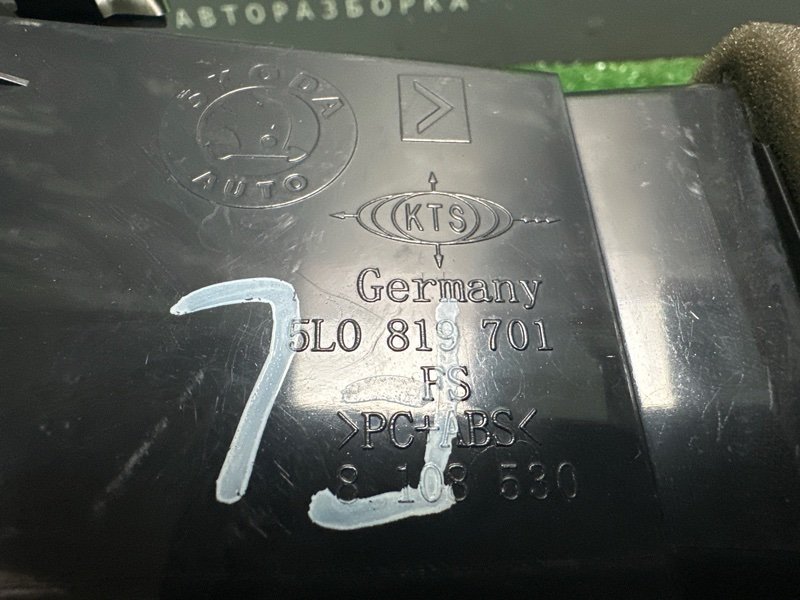 АВТОРАЗБОРКА
ŠKODA
AUTO
KTS
Germany
5L0 819 701
FS
>PC+ABS<
8 108 530